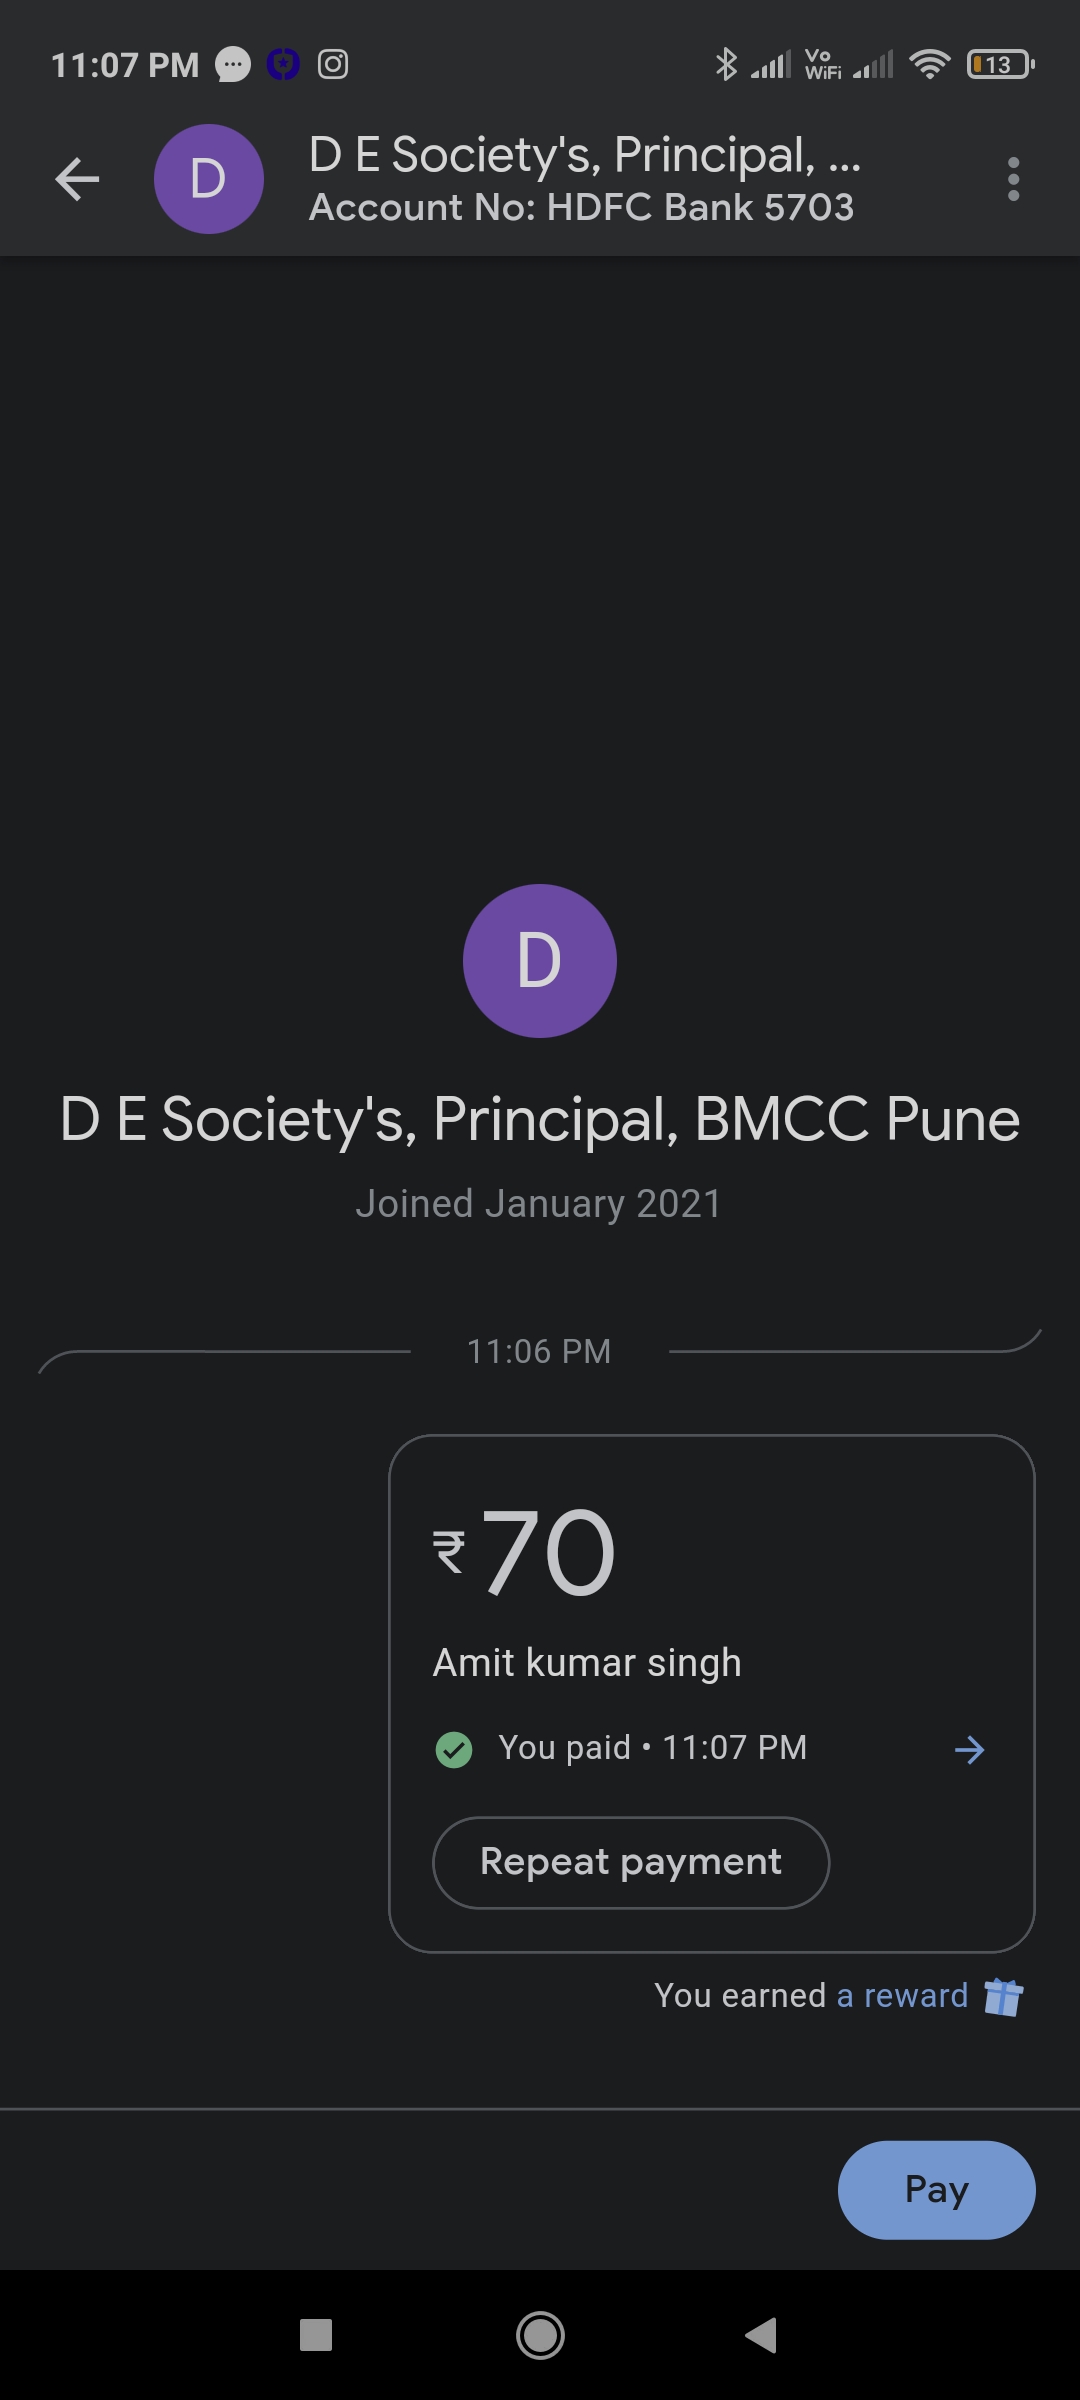 11:07 PM
Vo
WiFi
13
D E Society's, Principal, ...
Account No: HDFC Bank 5703
D
D
D E Society's, Principal, BMCC Pune
Joined January 2021
11:06 PM
₹70
Amit kumar singh
You paid • 11:07 PM
Repeat payment
You earned a reward
Pay